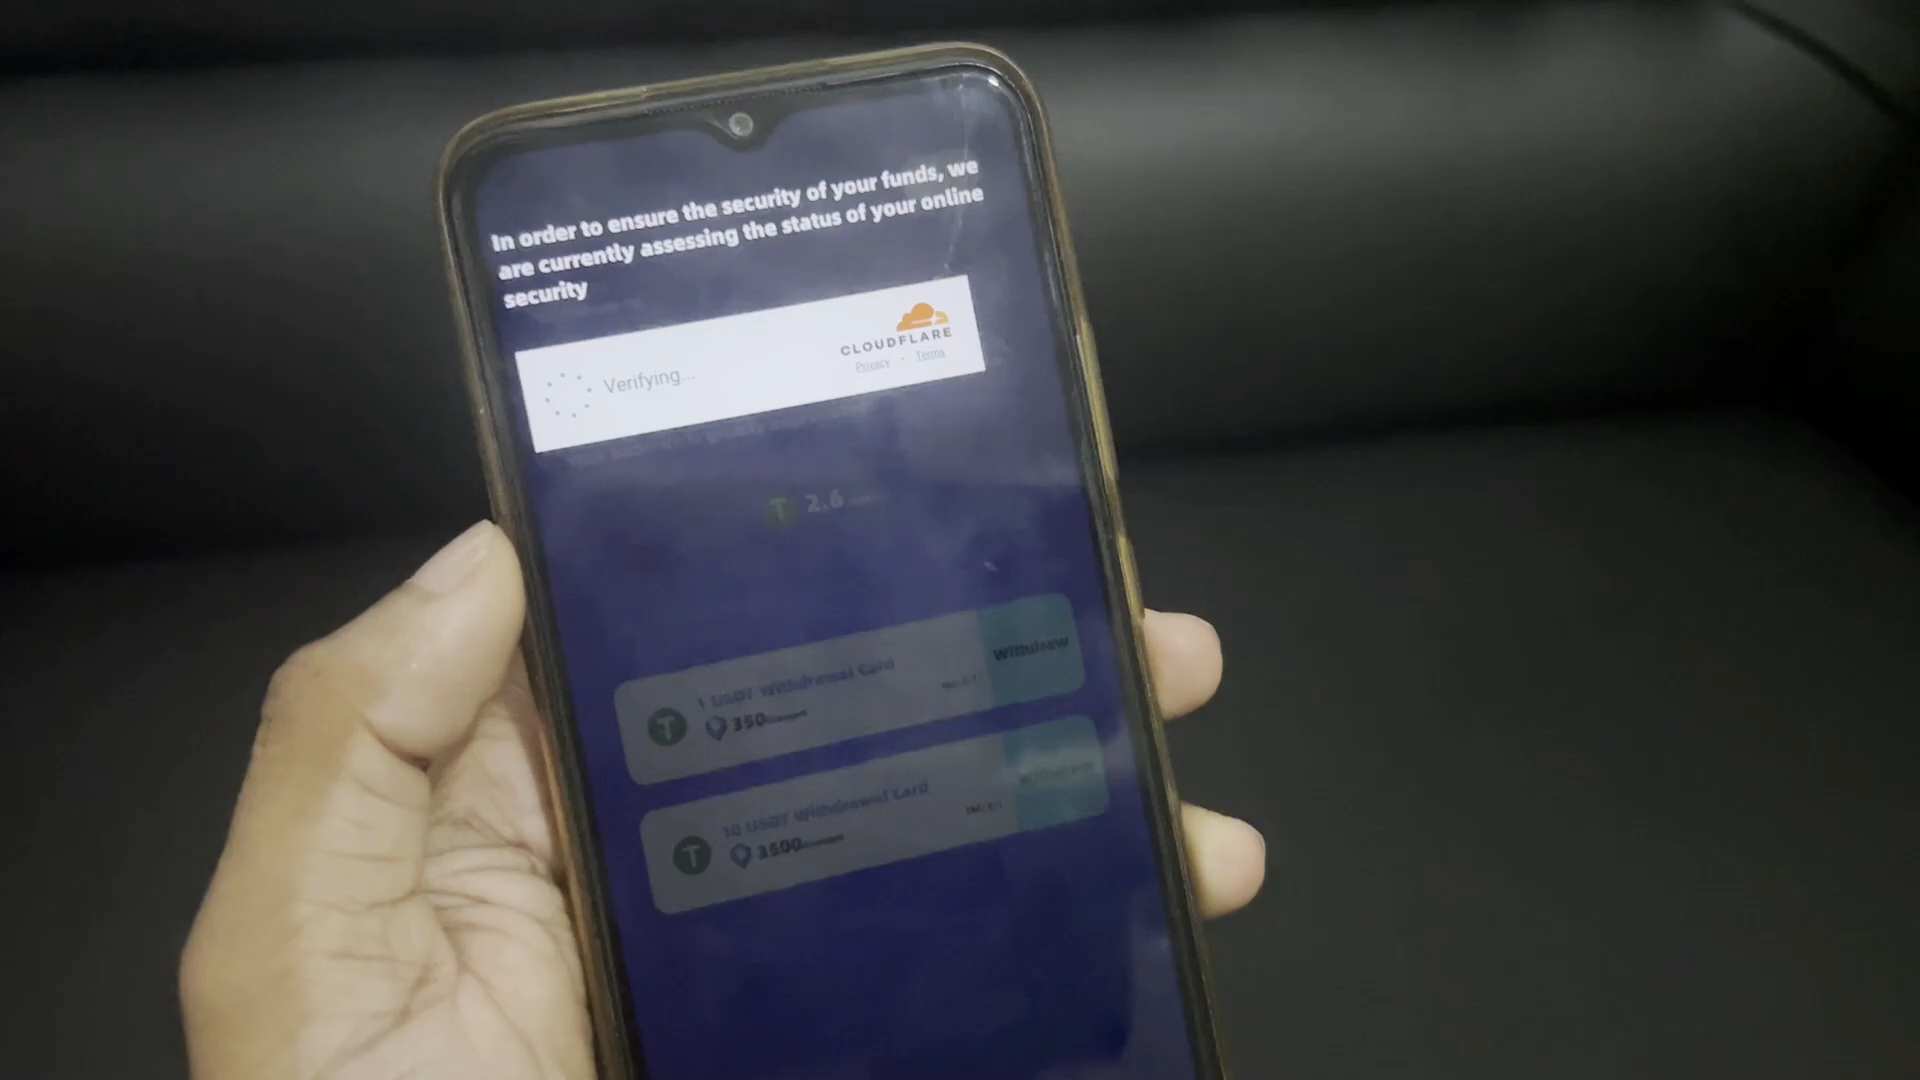 In order to ensure the security of your funds, we
are currently assessing the status of your online
security
CLOUDFLARE
Privacy · Terms
Verifying...
2.6
1 USDT Withdrawal Card
350
Withdraw
10 USDT Withdrawal Card
3500
Withdraw